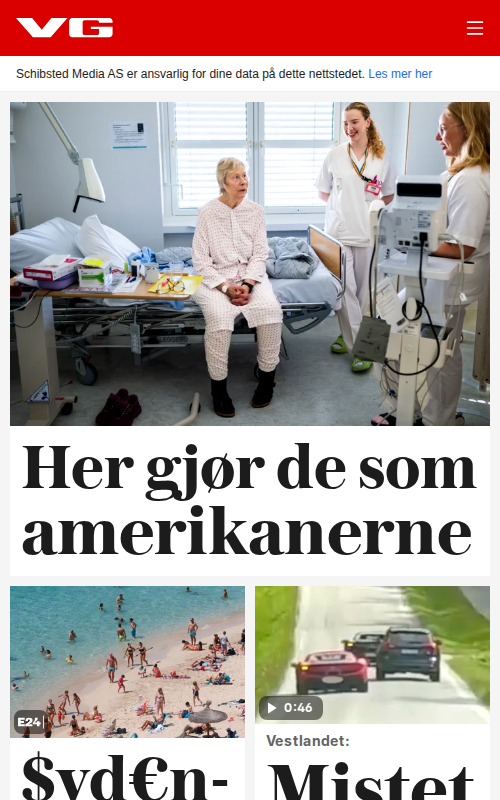 VG
Schibsted Media AS er ansvarlig for dine data på dette nettstedet. Les mer her
Her gjør de som
amerikanerne
E24
0:46
Vestlandet:
$yd€n-
Mistet